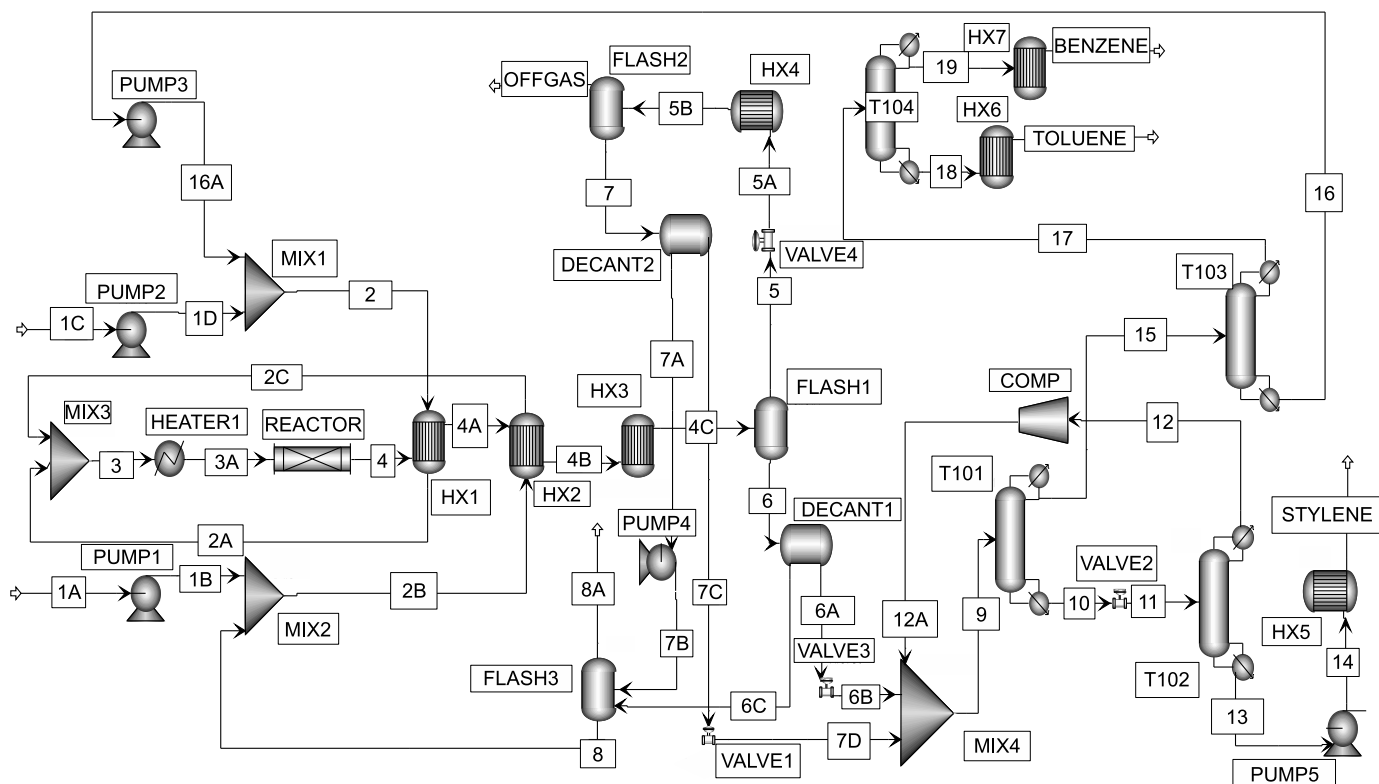 HX7
BENZENE
19
FLASH2
HX4
OFFGAS
PUMP3
T104
5B
HX6
TOLUENE
18
16A
7
5A
16
17
MIX1
DECANT2
VALVE4
T103
PUMP2
2
5
1C
1D
15
7A
2C
HX3
FLASH1
COMP
MIX3
HEATER1
REACTOR
4A
4C
12
3
3A
4
4B
T101
HX1
HX2
6
DECANT1
STYLENE
2A
PUMP4
PUMP1
VALVE2
1A
1B
2B
8A
7C
6A
12A
9
10
11
MIX2
7B
VALVE3
HX5
14
FLASH3
6C
6B
T102
13
8
VALVE1
7D
MIX4
PUMP5